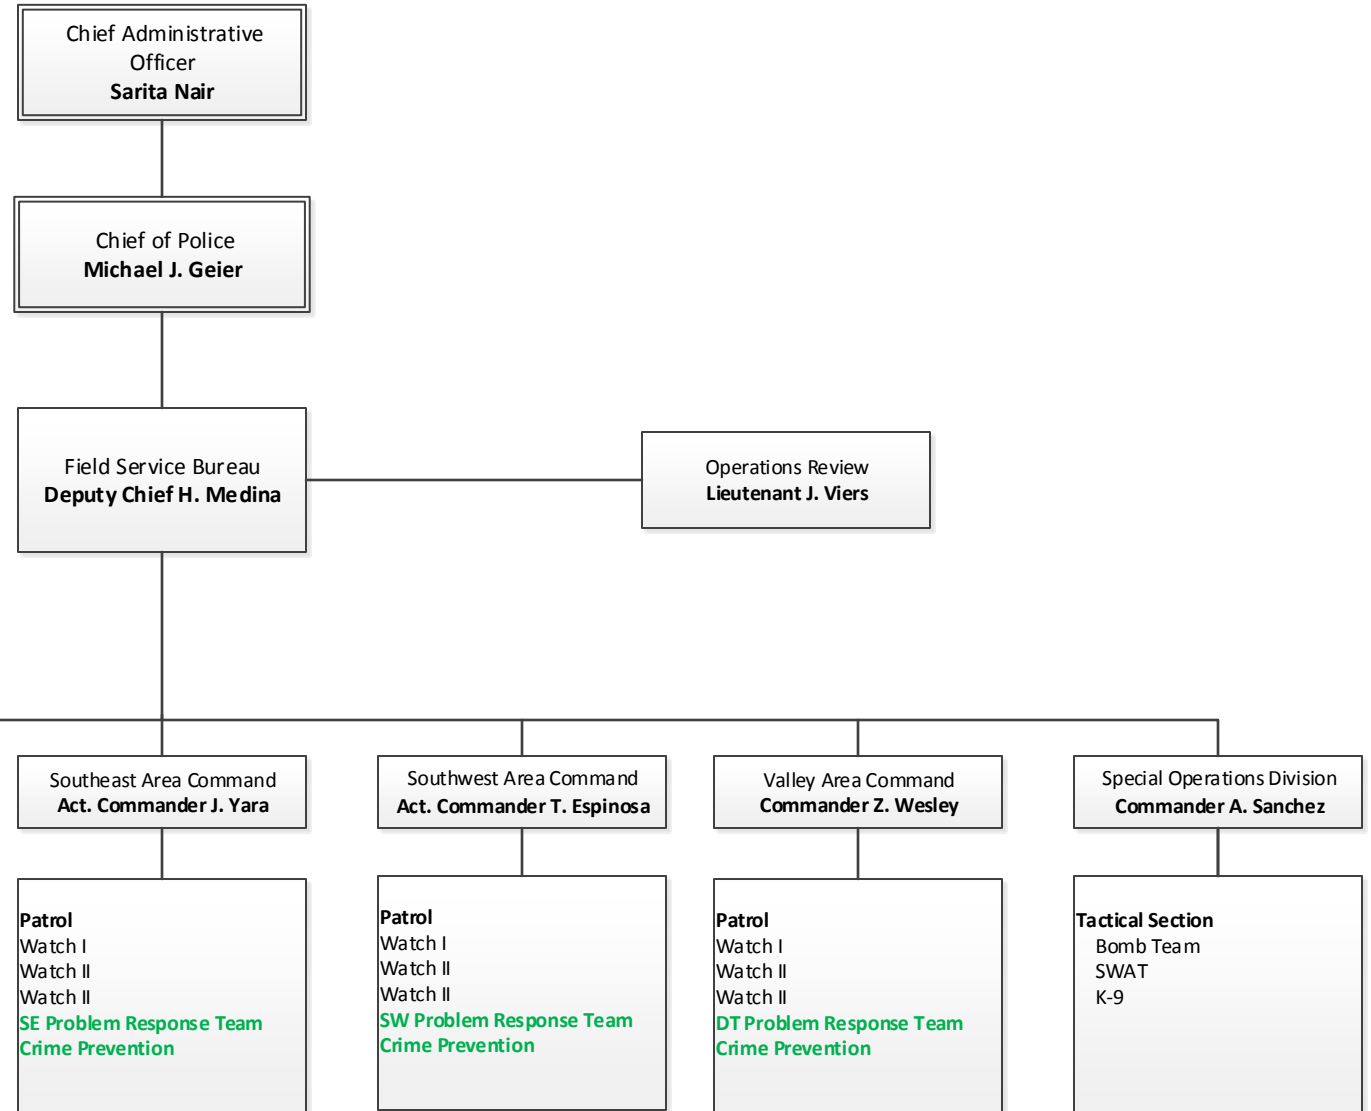 Chief Administrative
Officer
Sarita Nair
Chief of Police
Michael J. Geier
Field Service Bureau
Deputy Chief H. Medina
Operations Review
Lieutenant J. Viers
Southeast Area Command
Act. Commander J. Yara
Southwest Area Command
Act. Commander T. Espinosa
Valley Area Command
Commander Z. Wesley
Special Operations Division
Commander A. Sanchez
Patrol
Watch I
Watch II
Watch II
SE Problem Response Team
Crime Prevention
Patrol
Watch I
Watch II
Watch II
SW Problem Response Team
Crime Prevention
Patrol
Watch I
Watch II
Watch II
DT Problem Response Team
Crime Prevention
Tactical Section
Bomb Team
SWAT
K-9